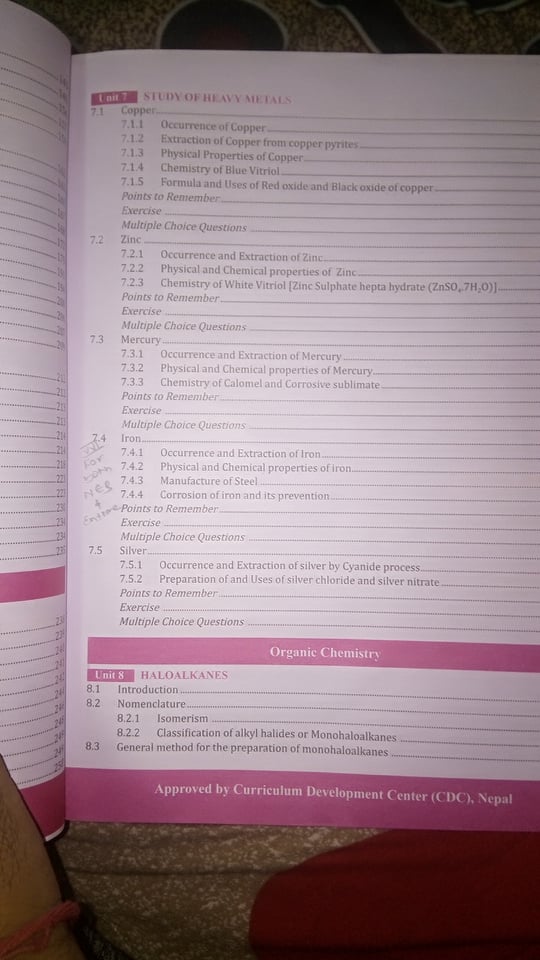 Unit 7 STUDY OF HEAVY METALS
7.1 Copper
7.1.1 Occurrence of Copper
7.1.2 Extraction of Copper from copper pyrites
7.1.3 Physical Properties of Copper
7.1.4 Chemistry of Blue Vitriol
7.1.5 Formula and Uses of Red oxide and Black oxide of copper
Points to Remember
Exercise
Multiple Choice Questions
7.2 Zinc
7.2.1 Occurrence and Extraction of Zinc
7.2.2 Physical and Chemical properties of Zinc
7.2.3 Chemistry of White Vitriol [Zinc Sulphate hepta hydrate (ZnSO₄.7H₂O)]
Points to Remember
Exercise
Multiple Choice Questions
7.3 Mercury
7.3.1 Occurrence and Extraction of Mercury
7.3.2 Physical and Chemical properties of Mercury
7.3.3 Chemistry of Calomel and Corrosive sublimate
Points to Remember
Exercise
Multiple Choice Questions
7.4 Iron
7.4.1 Occurrence and Extraction of Iron
7.4.2 Physical and Chemical properties of iron
7.4.3 Manufacture of Steel
7.4.4 Corrosion of iron and its prevention
Points to Remember
Exercise
Multiple Choice Questions
For
both
NEB
7.5 Silver
7.5.1 Occurrence and Extraction of silver by Cyanide process
7.5.2 Preparation of and Uses of silver chloride and silver nitrate
Points to Remember
Exercise
Multiple Choice Questions
Organic Chemistry
Unit 8 HALOALKANES
8.1 Introduction
8.2 Nomenclature
8.2.1 Isomerism
8.2.2 Classification of alkyl halides or Monohaloalkanes
8.3 General method for the preparation of monohaloalkanes
Approved by Curriculum Development Center (CDC), Nepal